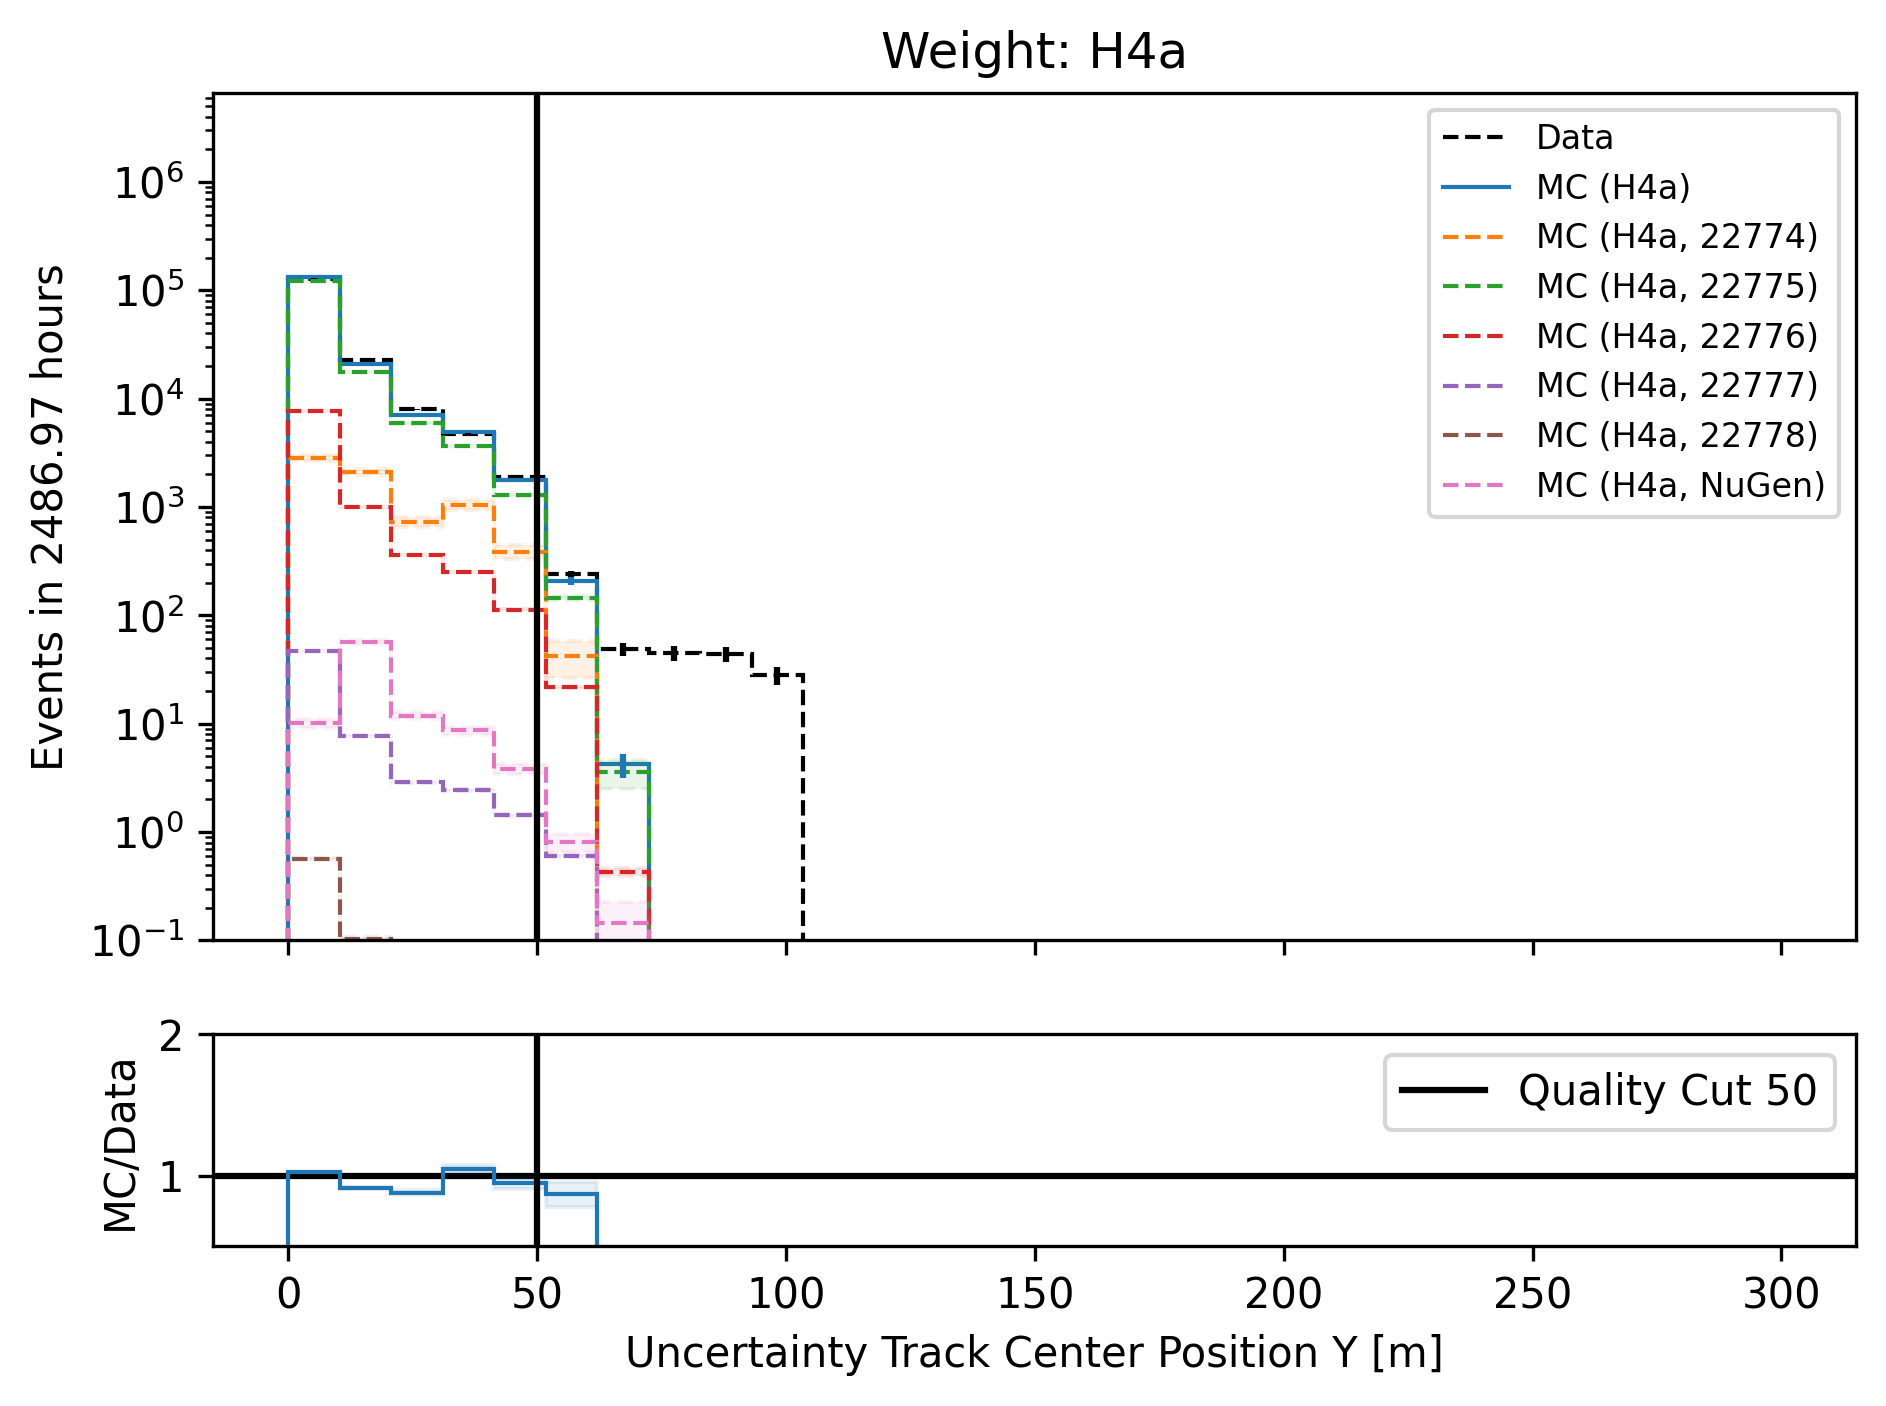 Weight: H4a
Events in 2486.97 hours
10⁶
10⁵
10⁴
10³
10²
10¹
10⁰
10⁻¹
Data
MC (H4a)
MC (H4a, 22774)
MC (H4a, 22775)
MC (H4a, 22776)
MC (H4a, 22777)
MC (H4a, 22778)
MC (H4a, NuGen)
MC/Data
2
1
Quality Cut 50
0 50 100 150 200 250 300
Uncertainty Track Center Position Y [m]